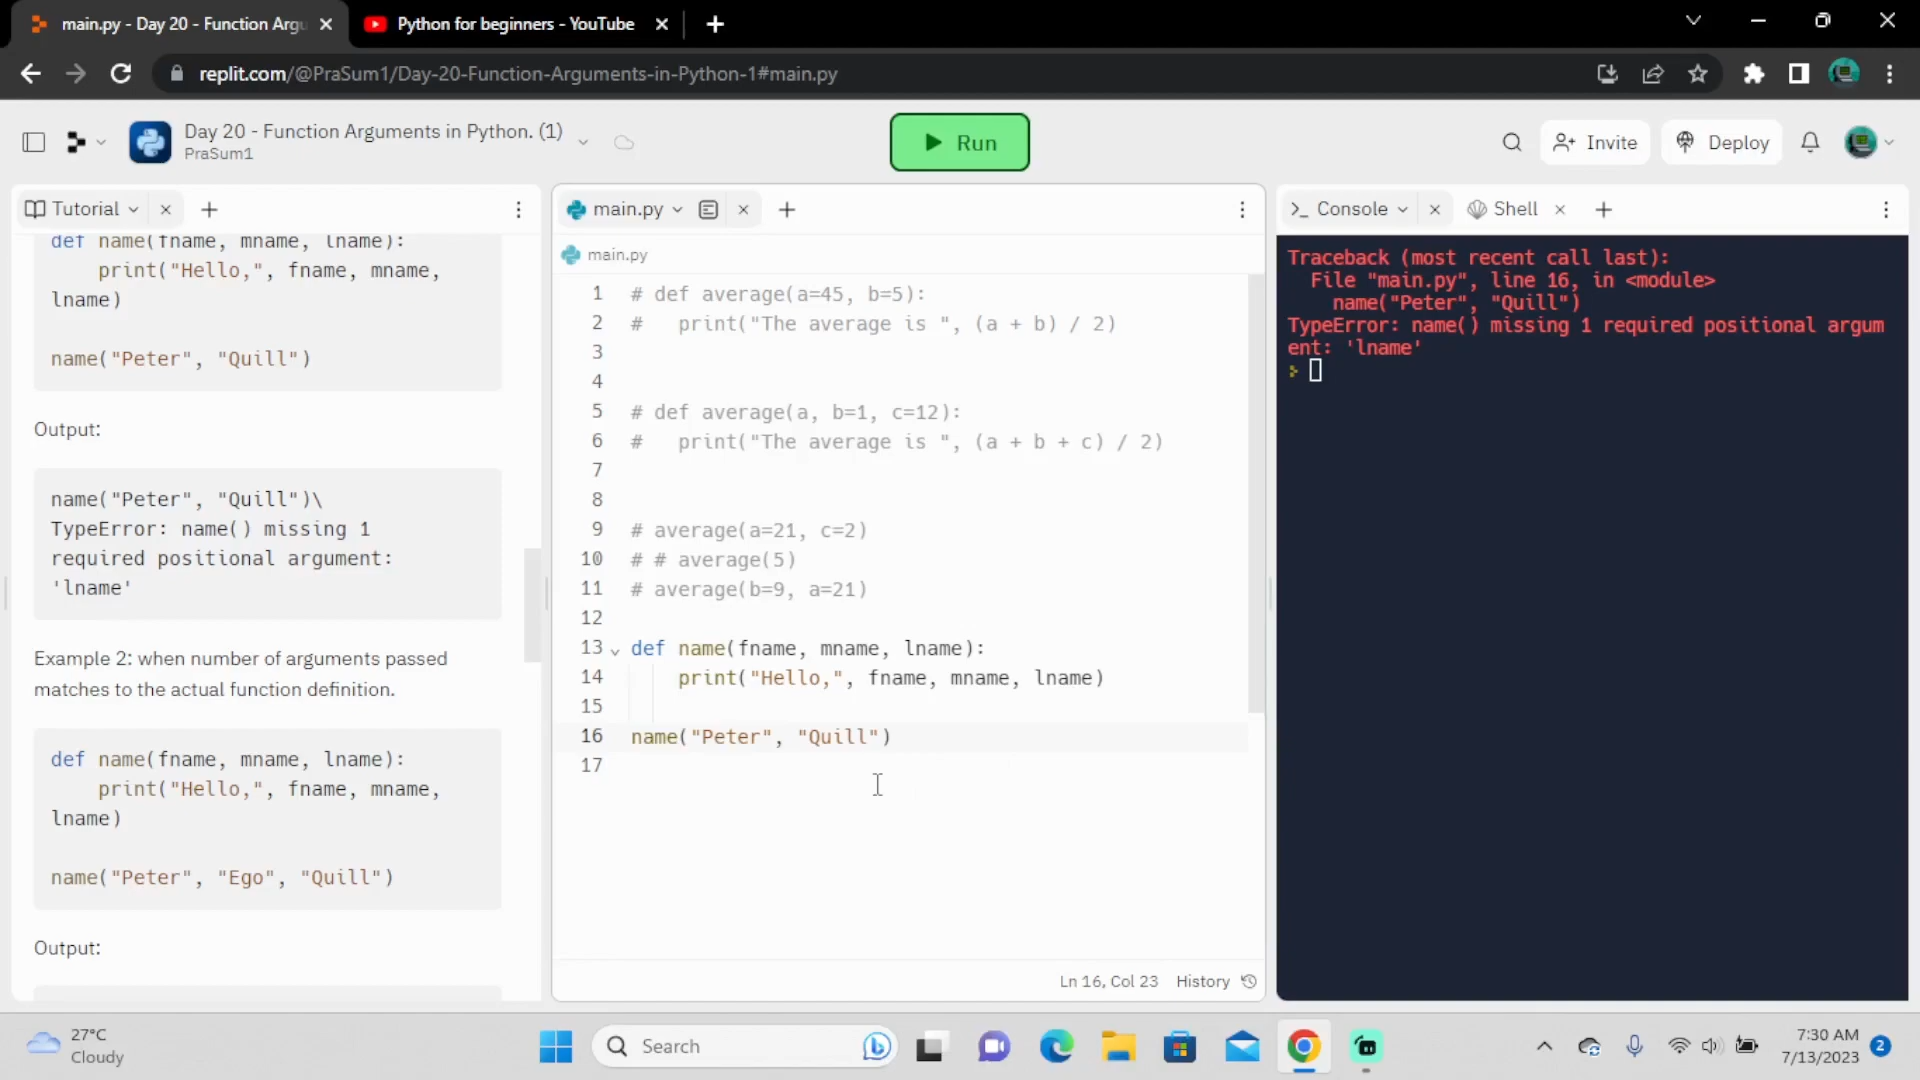 main.py - Day 20 - Function Argu
Python for beginners - YouTube
replit.com/@PraSum1/Day-20-Function-Arguments-in-Python-1#main.py
Day 20 - Function Arguments in Python. (1)
PraSum1
Run
Invite
Deploy
Tutorial
def name(fname, mname, lname):
print("Hello,", fname, mname,
lname)
name("Peter", "Quill")
Output:
name("Peter", "Quill")\
TypeError: name() missing 1
required positional argument:
'lname'
Example 2: when number of arguments passed
matches to the actual function definition.
def name(fname, mname, lname):
print("Hello,", fname, mname,
lname)
name("Peter", "Ego", "Quill")
Output:
main.py
main.py
1 # def average(a=45, b=5):
2 #   print("The average is ", (a + b) / 2)
3
4
5 # def average(a, b=1, c=12):
6 #   print("The average is ", (a + b + c) / 2)
7
8
9 # average(a=21, c=2)
10 # # average(5)
11 # average(b=9, a=21)
12
13 def name(fname, mname, lname):
14     print("Hello,", fname, mname, lname)
15
16 name("Peter", "Quill")
17
Ln 16, Col 23 History
>_ Console
Shell
Traceback (most recent call last):
File "main.py", line 16, in <module>
name("Peter", "Quill")
TypeError: name() missing 1 required positional argum
ent: 'lname'
27°C
Cloudy
Search
7:30 AM
7/13/2023
2